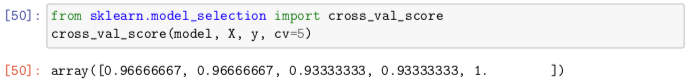 [50]: from sklearn.model_selection import cross_val_score
cross_val_score(model, X, y, cv=5)
[50]: array([0.96666667, 0.96666667, 0.93333333, 0.93333333, 1.        ])